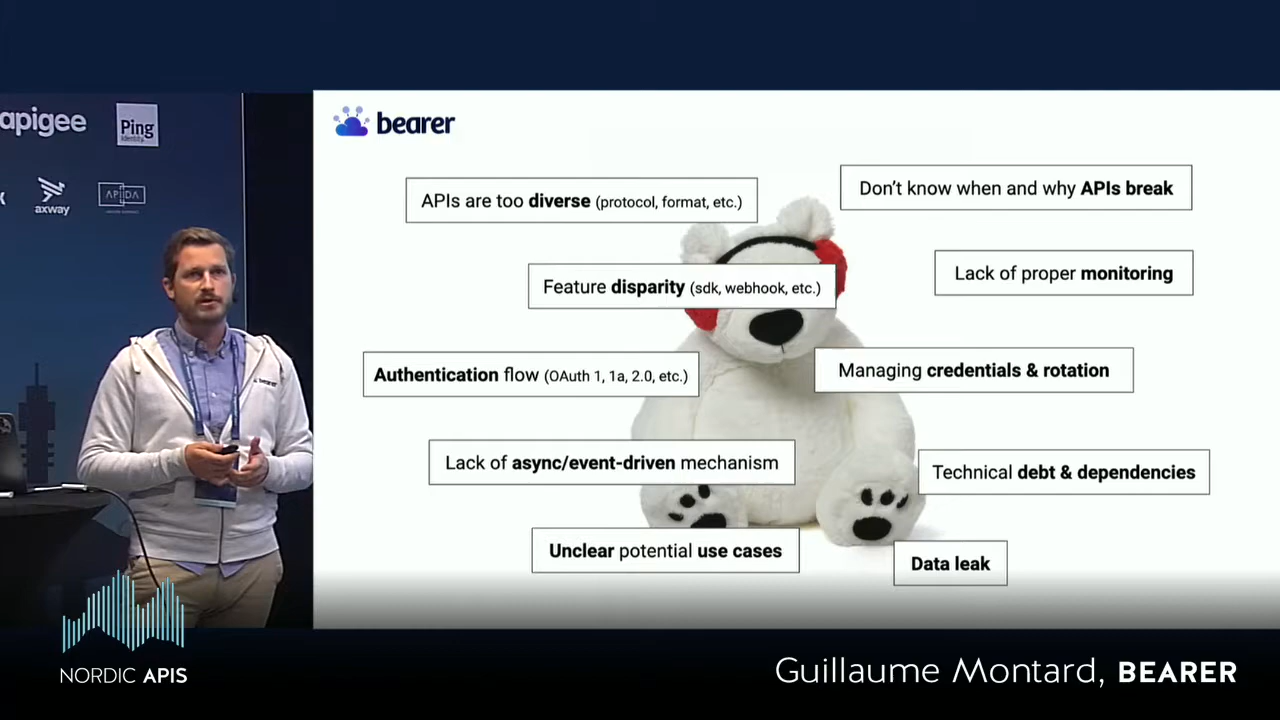 apigee
Ping
Identity
axway
APIIDA
bearer
APIs are too diverse (protocol, format, etc.)
Don't know when and why APIs break
Feature disparity (sdk, webhook, etc.)
Lack of proper monitoring
Authentication flow (OAuth 1, 1a, 2.0, etc.)
Managing credentials & rotation
Lack of async/event-driven mechanism
Technical debt & dependencies
Unclear potential use cases
Data leak
bearer
NORDIC APIS
Guillaume Montard, BEARER